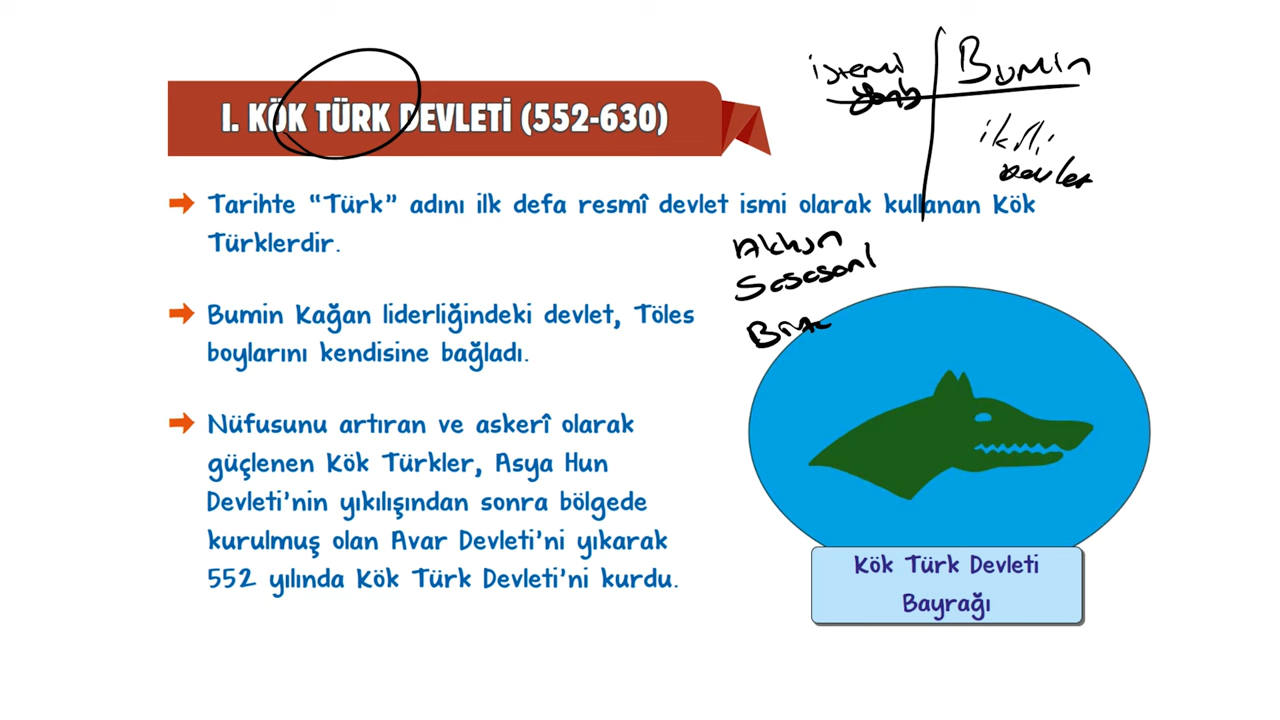 istemi
yanb
Bumin
ikili
devlet
I. KÖK TÜRK DEVLETİ (552-630)
Tarihte “Türk” adını ilk defa resmî devlet ismi olarak kullanan Kök
Türklerdir.
Akhun
Sasani
Bumin Kağan liderliğindeki devlet, Töles
boylarını kendisine bağladı.
Nüfusunu artıran ve askerî olarak
güçlenen Kök Türkler, Asya Hun
Devleti'nin yıkılışından sonra bölgede
kurulmuş olan Avar Devleti'ni yıkarak
552 yılında Kök Türk Devleti'ni kurdu.
Kök Türk Devleti
Bayrağı